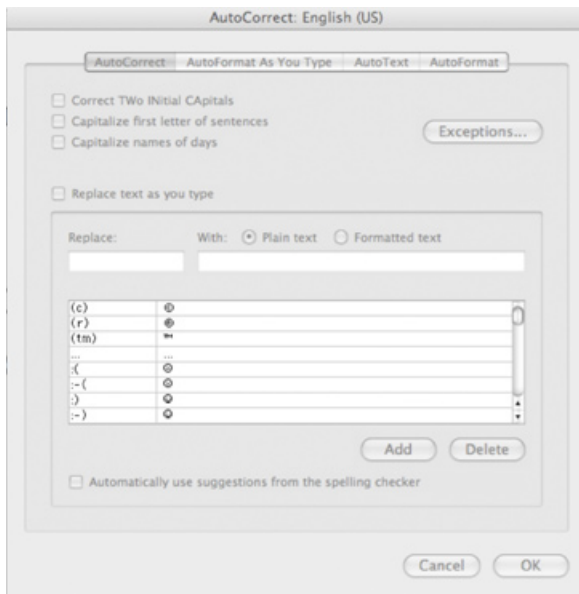 AutoCorrect: English (US)
AutoCorrect AutoFormat As You Type AutoText AutoFormat
Correct TWo INitial CApitals
Capitalize first letter of sentences
Exceptions...
Capitalize names of days
Replace text as you type
Replace: With: Plain text Formatted text
(c) ©
(r) ®
(tm) ™
... ...
:( ☹
:-( ☹
:) ☺
:-) ☺
Add Delete
Automatically use suggestions from the spelling checker
Cancel OK